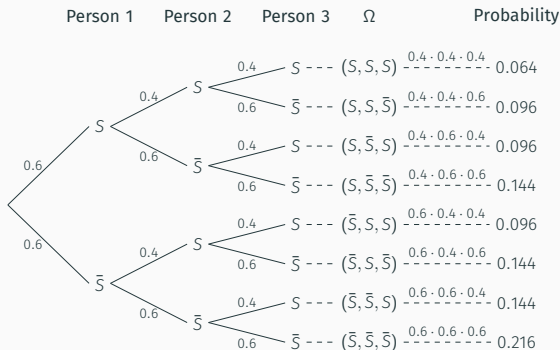 Person 1 Person 2 Person 3 Ω Probability
0.4 S (S, S, S) 0.4 · 0.4 · 0.4 0.064
0.4 S
0.6 S̄ (S, S, S̄) 0.4 · 0.4 · 0.6 0.096
0.6 S
0.4 S (S, S̄, S) 0.4 · 0.6 · 0.4 0.096
0.6 S̄
0.6 S̄ (S, S̄, S̄) 0.4 · 0.6 · 0.6 0.144
0.4 S (S̄, S, S) 0.6 · 0.4 · 0.4 0.096
0.4 S
0.6 S̄ (S̄, S, S̄) 0.6 · 0.4 · 0.6 0.144
0.6 S̄
0.4 S (S̄, S̄, S) 0.6 · 0.6 · 0.4 0.144
0.6 S̄
0.6 S̄ (S̄, S̄, S̄) 0.6 · 0.6 · 0.6 0.216